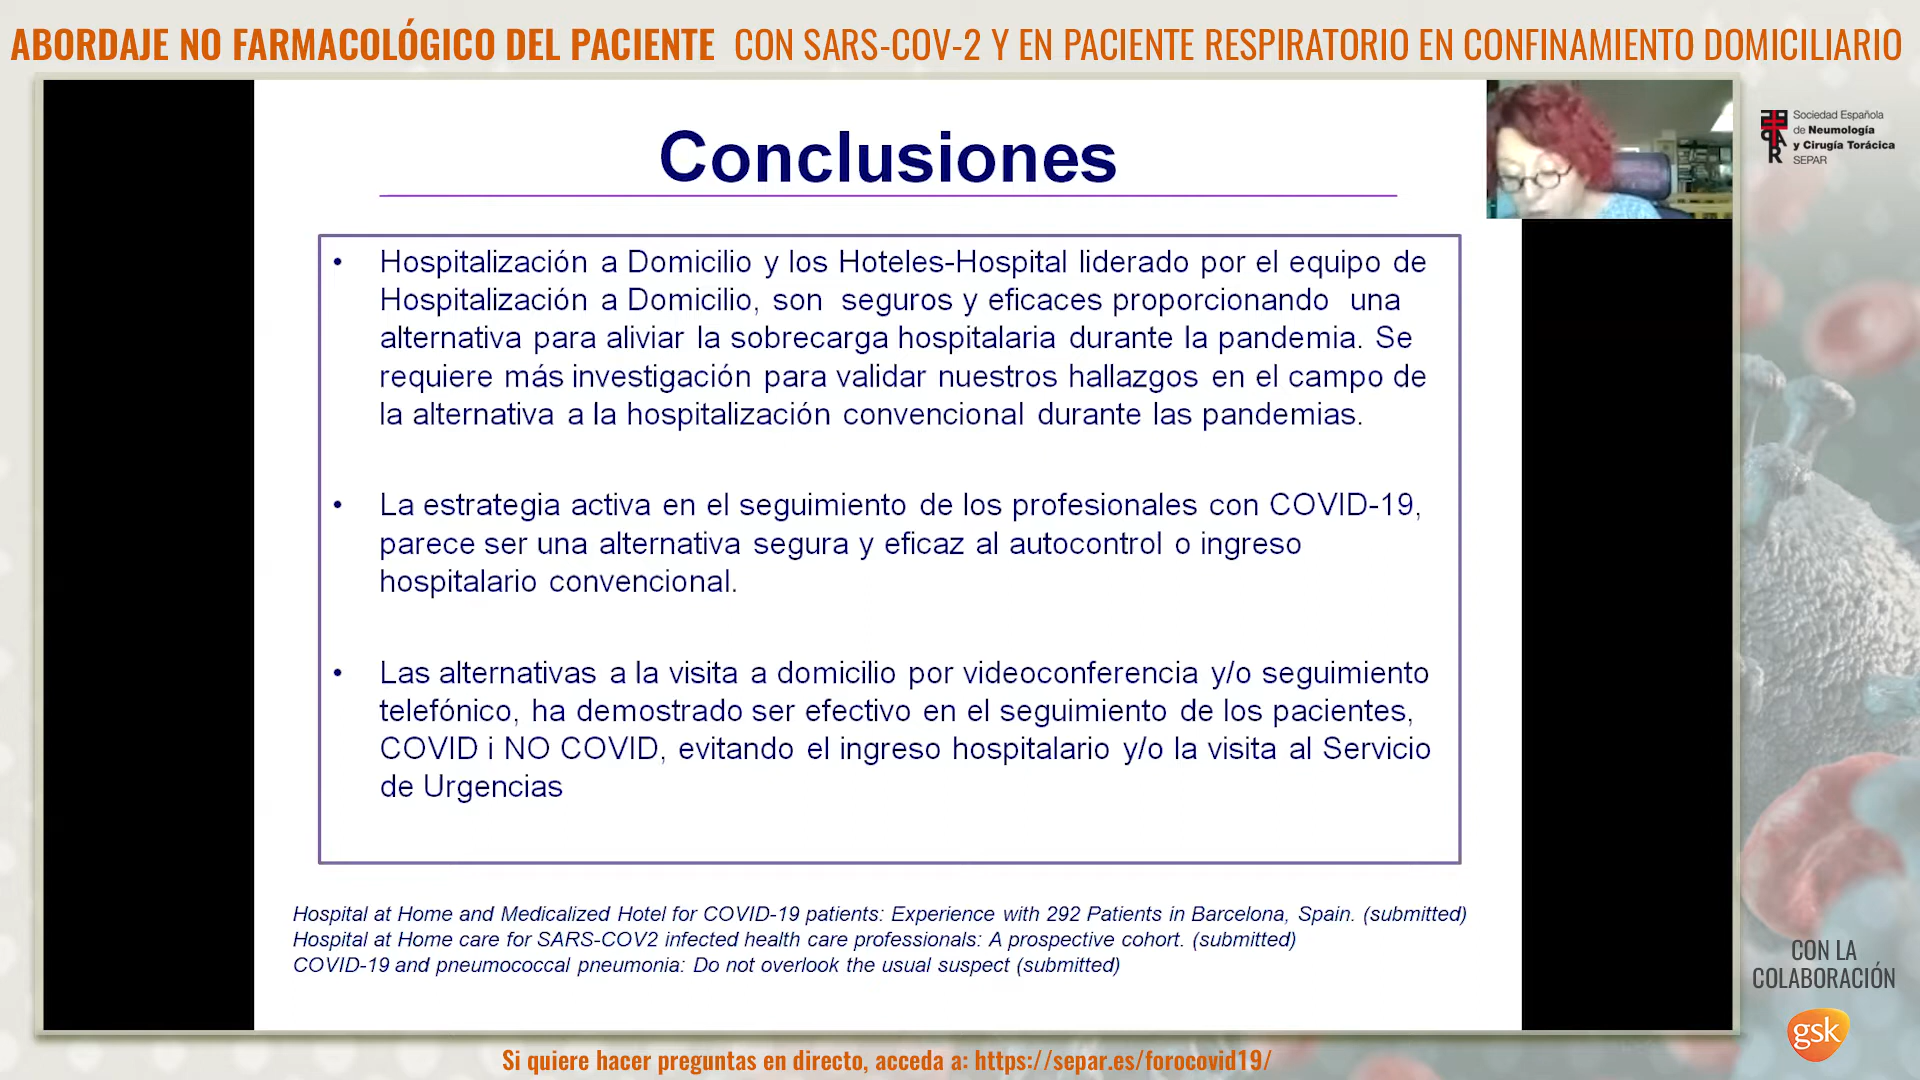 ABORDAJE NO FARMACOLÓGICO DEL PACIENTE CON SARS-COV-2 Y EN PACIENTE RESPIRATORIO EN CONFINAMIENTO DOMICILIARIO
Sociedad Española
de Neumología
y Cirugía Torácica
SEPAR
Conclusiones
• Hospitalización a Domicilio y los Hoteles-Hospital liderado por el equipo de
Hospitalización a Domicilio, son seguros y eficaces proporcionando una
alternativa para aliviar la sobrecarga hospitalaria durante la pandemia. Se
requiere más investigación para validar nuestros hallazgos en el campo de
la alternativa a la hospitalización convencional durante las pandemias.
• La estrategia activa en el seguimiento de los profesionales con COVID-19,
parece ser una alternativa segura y eficaz al autocontrol o ingreso
hospitalario convencional.
• Las alternativas a la visita a domicilio por videoconferencia y/o seguimiento
telefónico, ha demostrado ser efectivo en el seguimiento de los pacientes,
COVID i NO COVID, evitando el ingreso hospitalario y/o la visita al Servicio
de Urgencias
Hospital at Home and Medicalized Hotel for COVID-19 patients: Experience with 292 Patients in Barcelona, Spain. (submitted)
Hospital at Home care for SARS-COV2 infected health care professionals: A prospective cohort. (submitted)
COVID-19 and pneumococcal pneumonia: Do not overlook the usual suspect (submitted)
CON LA
COLABORACIÓN
gsk
Si quiere hacer preguntas en directo, acceda a: https://separ.es/forocovid19/